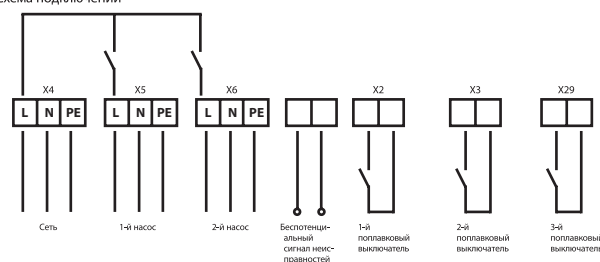 схема подключений
X4 X5 X6 X2 X3 X29
L N PE L N PE L N PE
Сеть 1-й насос 2-й насос
Беспотенци-
альный
сигнал неис-
правностей
1-й
поплавковый
выключатель
2-й
поплавковый
выключатель
3-й
поплавковый
выключатель